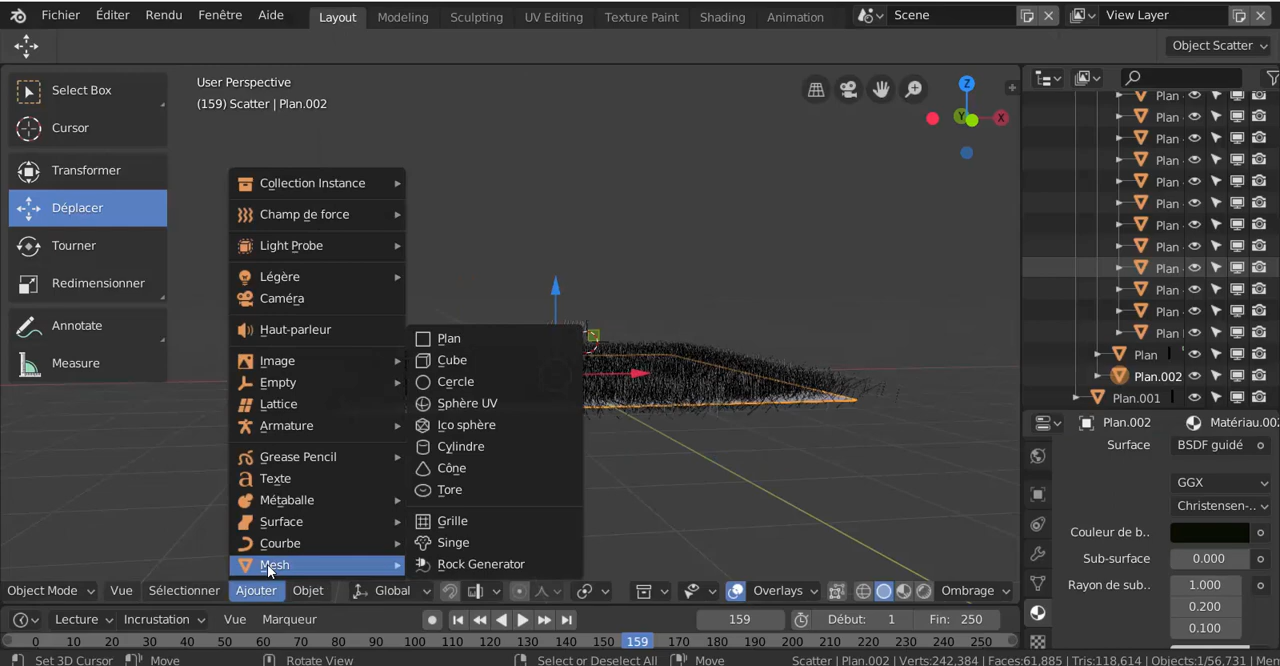 Fichier Éditer Rendu Fenêtre Aide Layout Modeling Sculpting UV Editing Texture Paint Shading Animation Scene View Layer
Object Scatter
Select Box
Cursor
Transformer
Déplacer
Tourner
Redimensionner
Annotate
Measure
User Perspective
(159) Scatter | Plan.002
Z
Y
X
Collection Instance
Champ de force
Light Probe
Légère
Caméra
Haut-parleur
Image
Empty
Lattice
Armature
Grease Pencil
Texte
Métaballe
Surface
Courbe
Mesh
Plan
Cube
Cercle
Sphère UV
Ico sphère
Cylindre
Cône
Tore
Grille
Singe
Rock Generator
Plan
Plan
Plan
Plan
Plan
Plan
Plan
Plan
Plan
Plan
Plan
Plan
Plan
Plan.002
Plan.001
Plan.002 Matériau.002
Surface BSDF guidé
GGX
Christensen-..
Couleur de b..
Sub-surface 0.000
Rayon de sub.. 1.000
0.200
0.100
Object Mode Vue Sélectionner Ajouter Objet Global Overlays Ombrage
Lecture Incrustation Vue Marqueur 159 Début: 1 Fin: 250
0 10 20 30 40 50 60 70 80 90 100 110 120 130 140 150 159 170 180 190 200 210 220 230 240 250
Set 3D Cursor Move Rotate View Select or Deselect All Move Scatter | Plan.002 | Verts:242,384 | Faces:61,885 | Tris:118,614 | Objects:1/56,731 | Mer